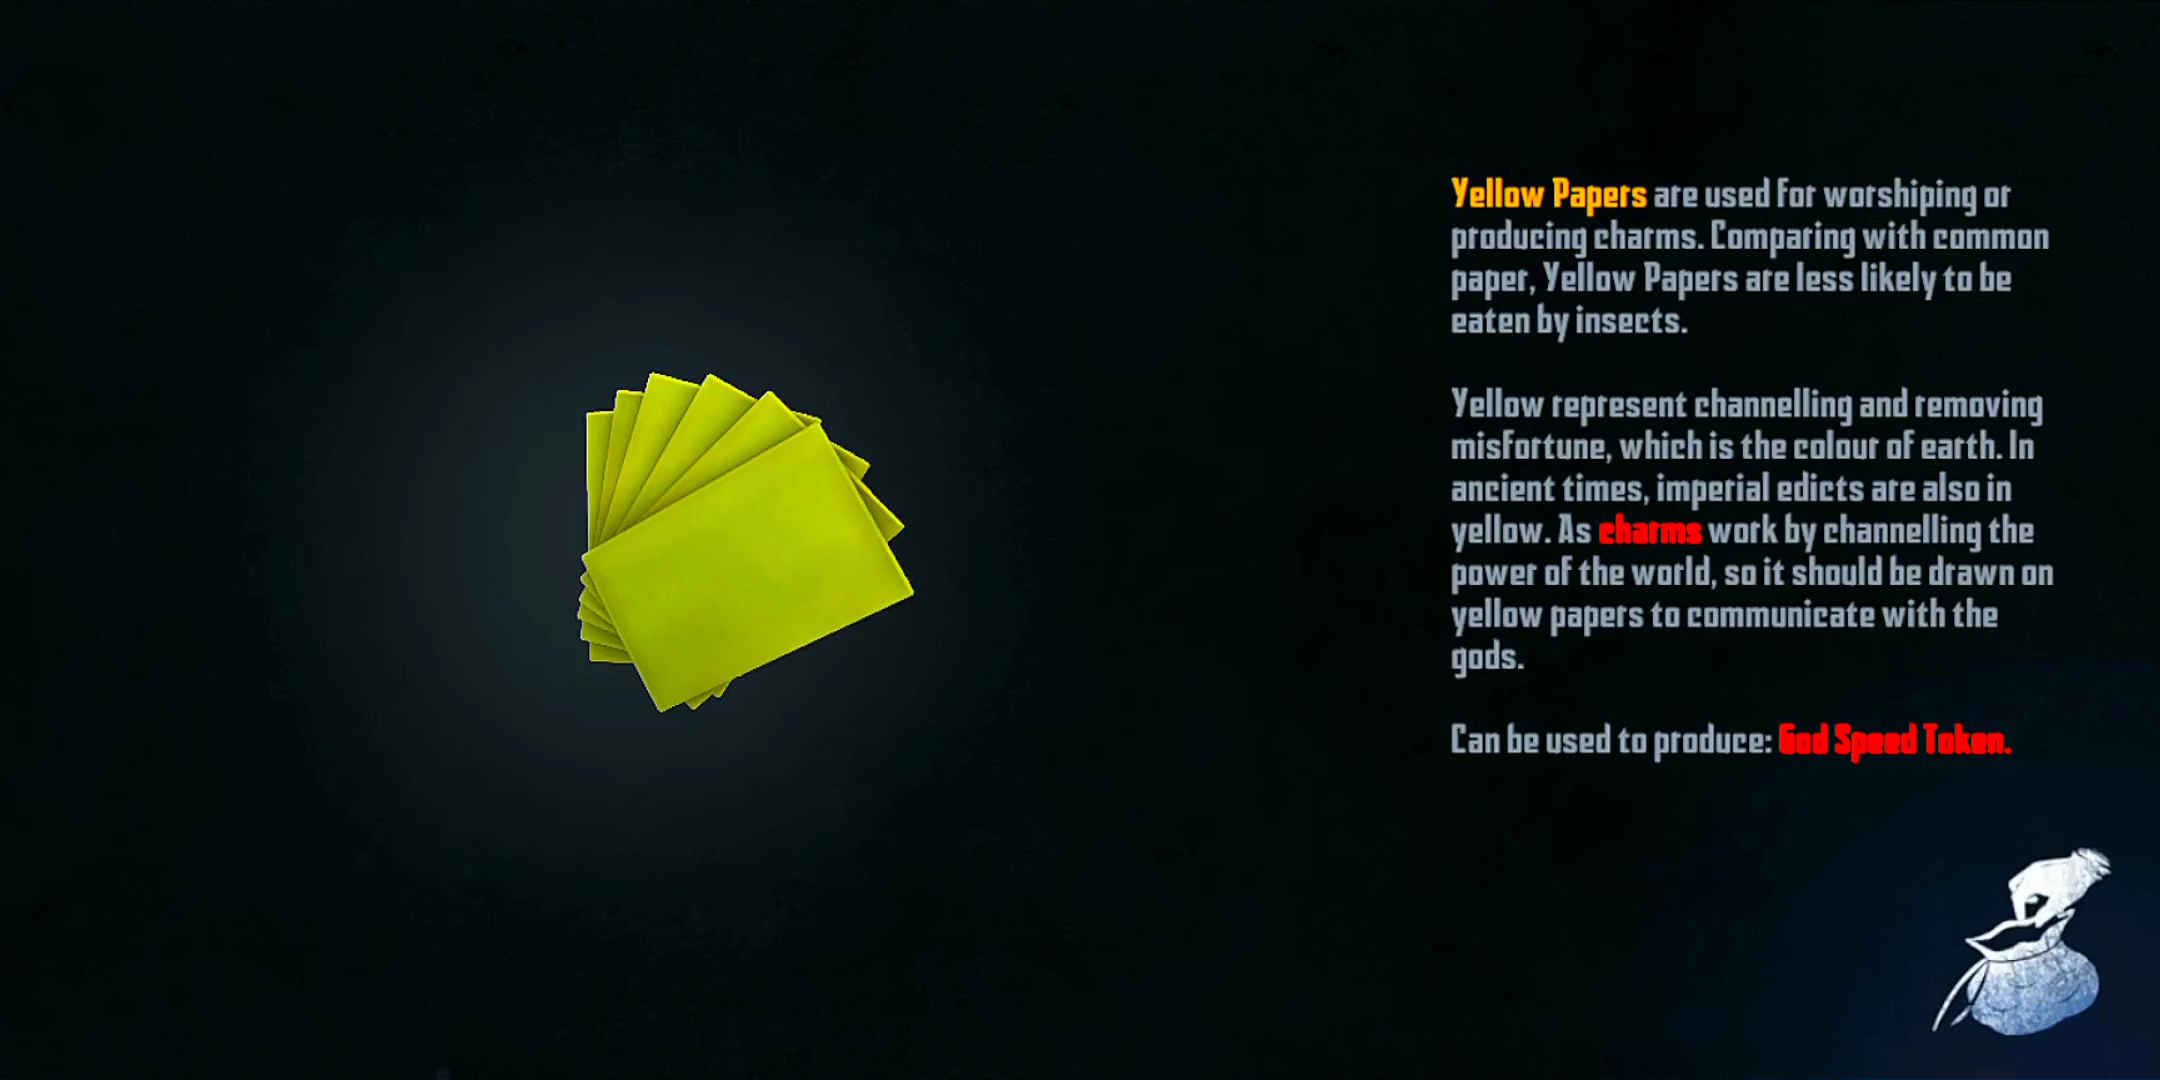 Yellow Papers are used for worshiping or
producing charms. Comparing with common
paper, Yellow Papers are less likely to be
eaten by insects.
Yellow represent channelling and removing
misfortune, which is the colour of earth. In
ancient times, imperial edicts are also in
yellow. As charms work by channelling the
power of the world, so it should be drawn on
yellow papers to communicate with the
gods.
Can be used to produce: God Speed Token.